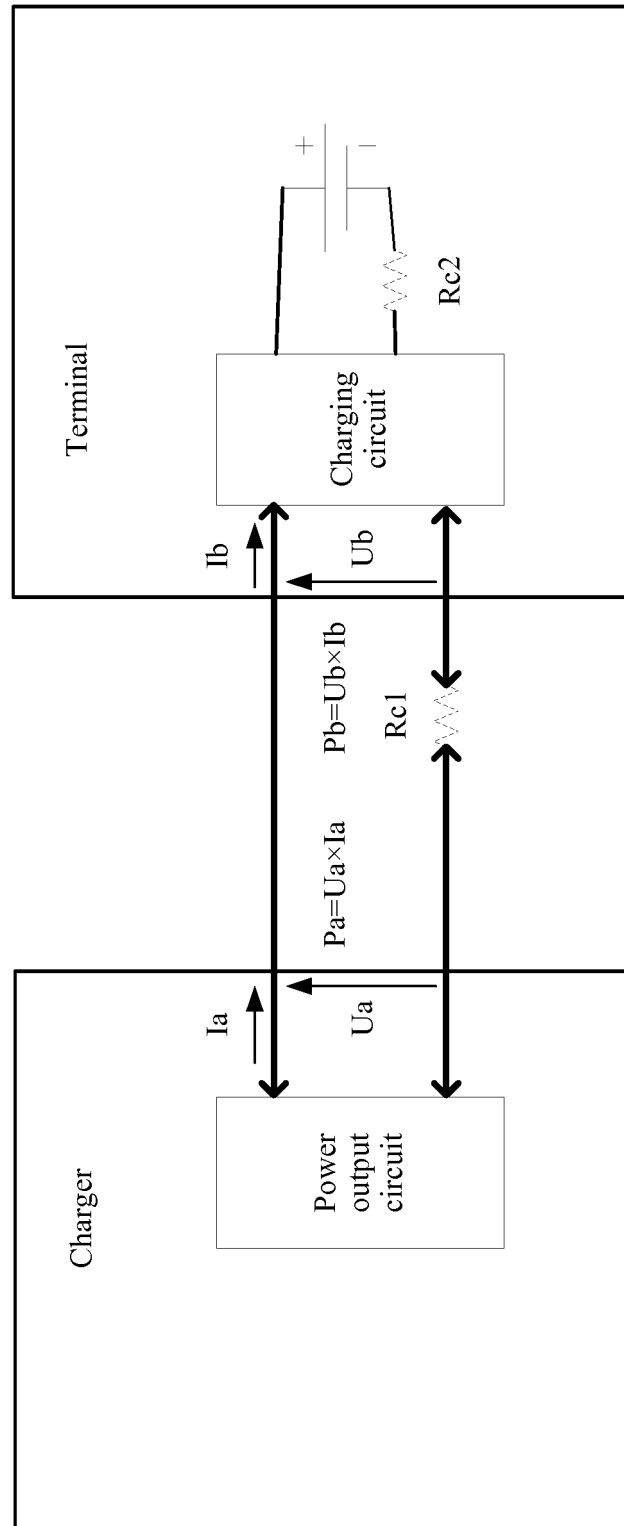 Charger
Power
output
circuit
Ia
Ua
Pa=Ua×Ia
Pb=Ub×Ib
Rc1
Terminal
Ib
Ub
Charging
circuit
+
−
Rc2